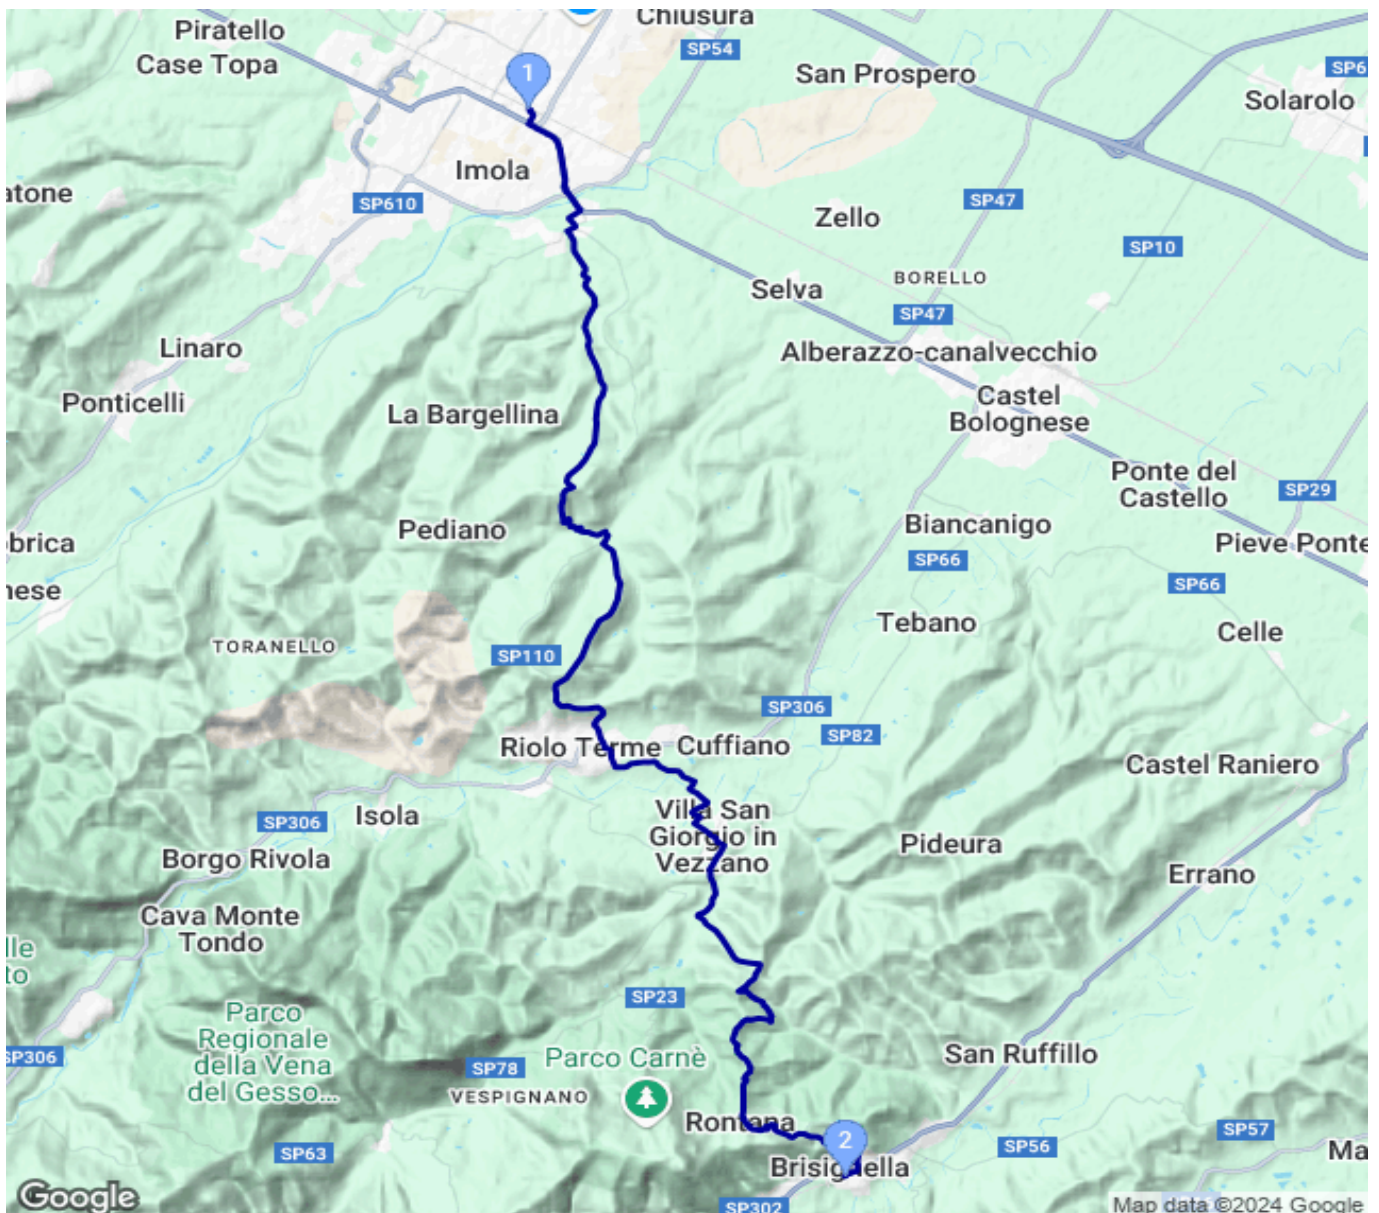 Chiusura
Piratello
Case Topa
SP54
San Prospero
SP6
Solarolo
1
Imola
atone
SP610
SP47
Zello
SP10
BORELLO
Selva
SP47
Linaro
Alberazzo-canalvecchio
Ponticelli
Castel
Bolognese
La Bargellina
Ponte del
Castello
SP29
Pediano
Biancanigo
bbrica
Pieve Ponte
SP66
SP66
nese
Tebano
Celle
TORANELLO
SP110
SP306
SP82
Riolo Terme
Cuffiano
Castel Raniero
Isola
SP306
Villa San
Giorgio in
Vezzano
Borgo Rivola
Pideura
Errano
Cava Monte
Tondo
lle
to
SP23
Parco
Regionale
della Vena
del Gesso...
SP306
Parco Carnè
San Ruffillo
SP78
VESPIGNANO
Rontana
SP57
2
SP63
SP56
Ma
Brisighella
SP302
Google
Map data ©2024 Google